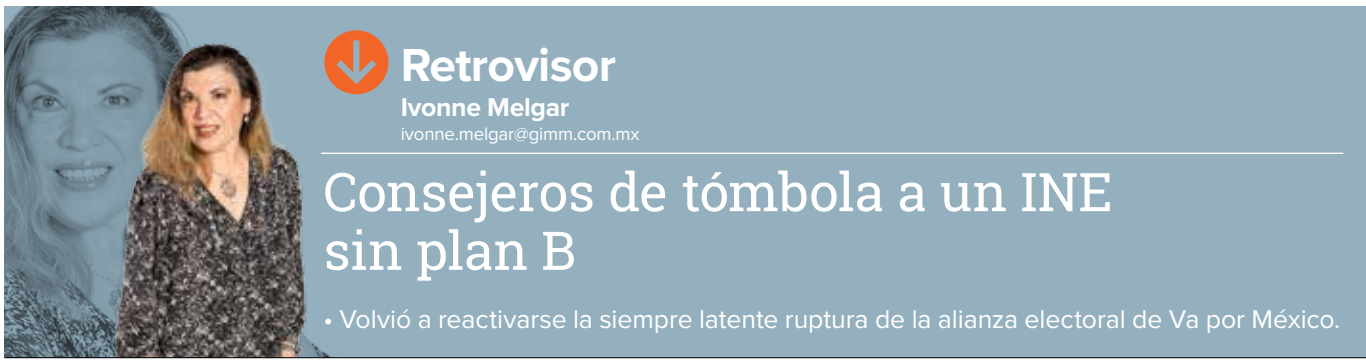 Retrovisor
Ivonne Melgar
ivonne.melgar@gimm.com.mx
Consejeros de tómbola a un INE
sin plan B
• Volvió a reactivarse la siempre latente ruptura de la alianza electoral de Va por México.